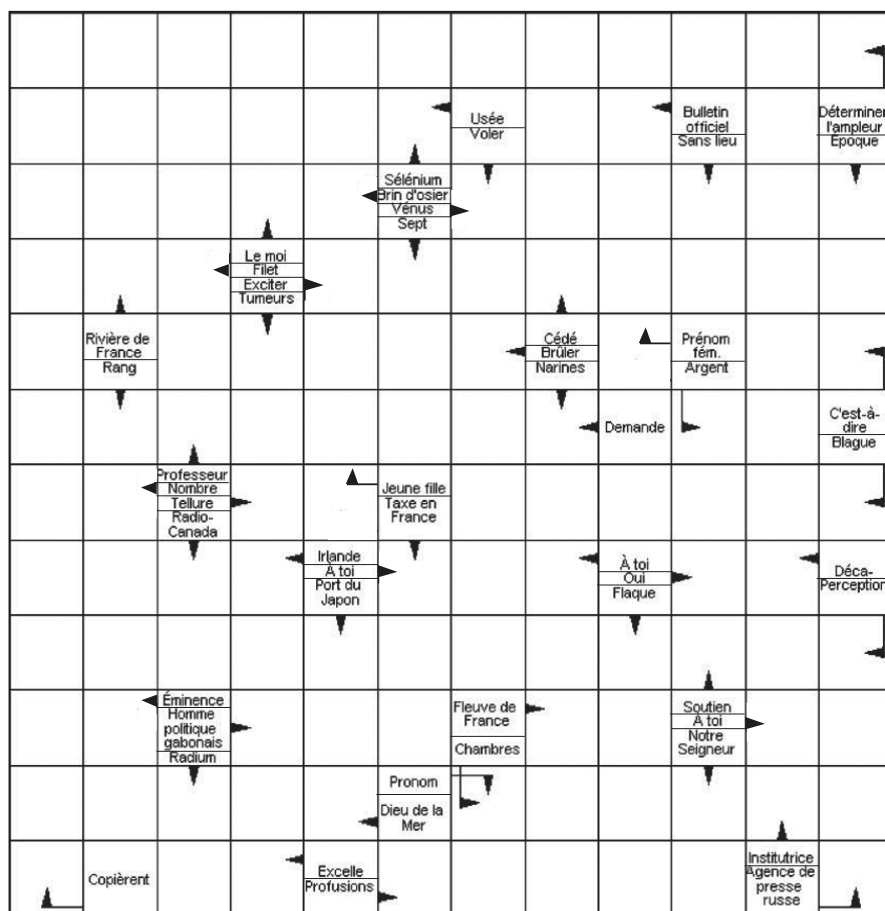 Usée
Voler
Bulletin
officiel
Sans lieu
Déterminer
l'ampleur
Époque
Sélénium
Brin d'osier
Vénus
Sept
Le moi
Filet
Exciter
Tumeurs
Rivière de
France
Rang
Cédé
Brûler
Narines
Prénom
fém.
Argent
Demande
C'est-à-
dire
Blague
Professeur
Nombre
Tellure
Radio-
Canada
Jeune fille
Taxe en
France
Irlande
À toi
Port du
Japon
À toi
Oui
Flaque
Déca-
Perception
Éminence
Homme
politique
gabonais
Radium
Fleuve de
France
Chambres
Soutien
À toi
Notre
Seigneur
Pronom
Dieu de la
Mer
Copièrent
Excelle
Profusions
Institutrice
Agence de
presse
russe